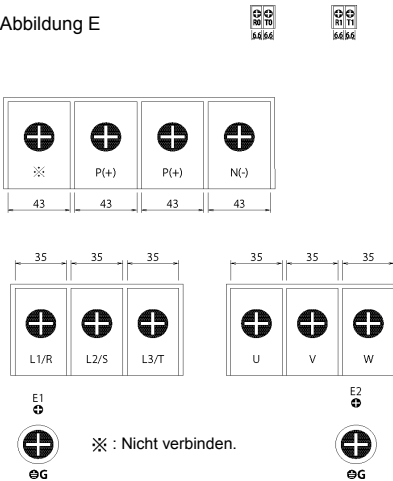 Abbildung E
R0 T0 R1 T1
6.6 6.6 6.6 6.6
※ P(+) P(+) N(-)
43 43 43 43
35 35 35 35 35 35
L1/R L2/S L3/T U V W
E1 E2
※ : Nicht verbinden.
G G